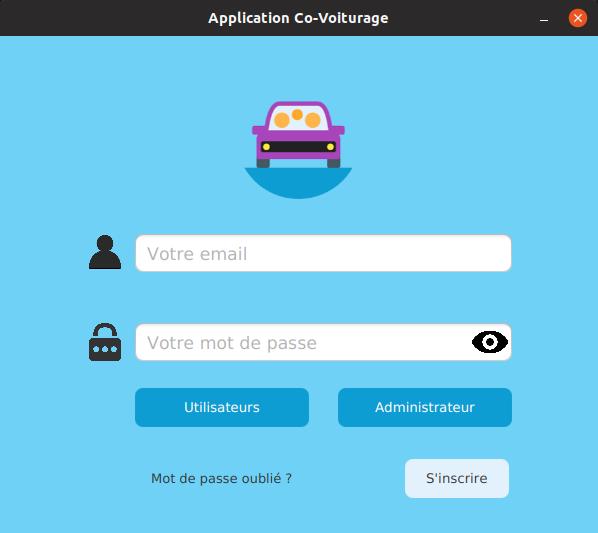 Application Co-Voiturage
Votre email
Votre mot de passe
Utilisateurs Administrateur
Mot de passe oublié ? S'inscrire